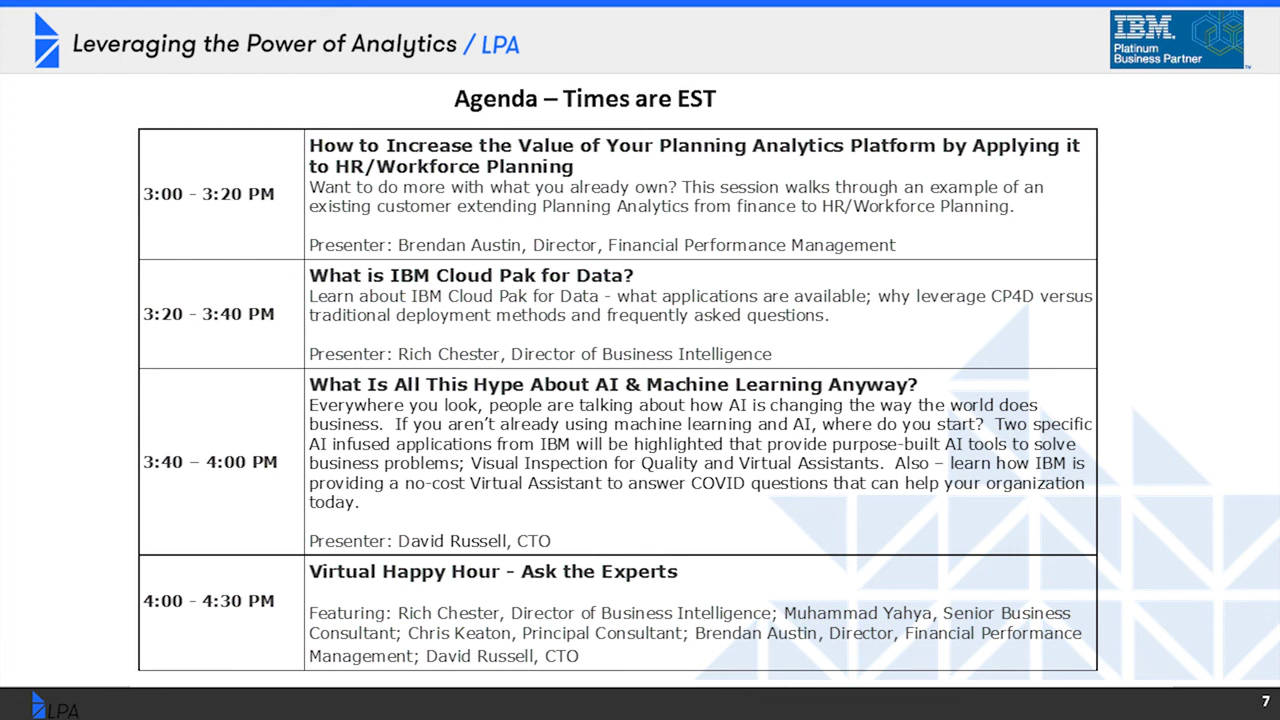 Leveraging the Power of Analytics / LPA
IBM
Platinum
Business Partner
TM
Agenda – Times are EST
3:00 - 3:20 PM
How to Increase the Value of Your Planning Analytics Platform by Applying it
to HR/Workforce Planning
Want to do more with what you already own? This session walks through an example of an
existing customer extending Planning Analytics from finance to HR/Workforce Planning.
Presenter: Brendan Austin, Director, Financial Performance Management
3:20 - 3:40 PM
What is IBM Cloud Pak for Data?
Learn about IBM Cloud Pak for Data - what applications are available; why leverage CP4D versus
traditional deployment methods and frequently asked questions.
Presenter: Rich Chester, Director of Business Intelligence
3:40 – 4:00 PM
What Is All This Hype About AI & Machine Learning Anyway?
Everywhere you look, people are talking about how AI is changing the way the world does
business.  If you aren't already using machine learning and AI, where do you start?  Two specific
AI infused applications from IBM will be highlighted that provide purpose-built AI tools to solve
business problems; Visual Inspection for Quality and Virtual Assistants.  Also – learn how IBM is
providing a no-cost Virtual Assistant to answer COVID questions that can help your organization
today.
Presenter: David Russell, CTO
4:00 - 4:30 PM
Virtual Happy Hour - Ask the Experts
Featuring: Rich Chester, Director of Business Intelligence; Muhammad Yahya, Senior Business
Consultant; Chris Keaton, Principal Consultant; Brendan Austin, Director, Financial Performance
Management; David Russell, CTO
LPA
7